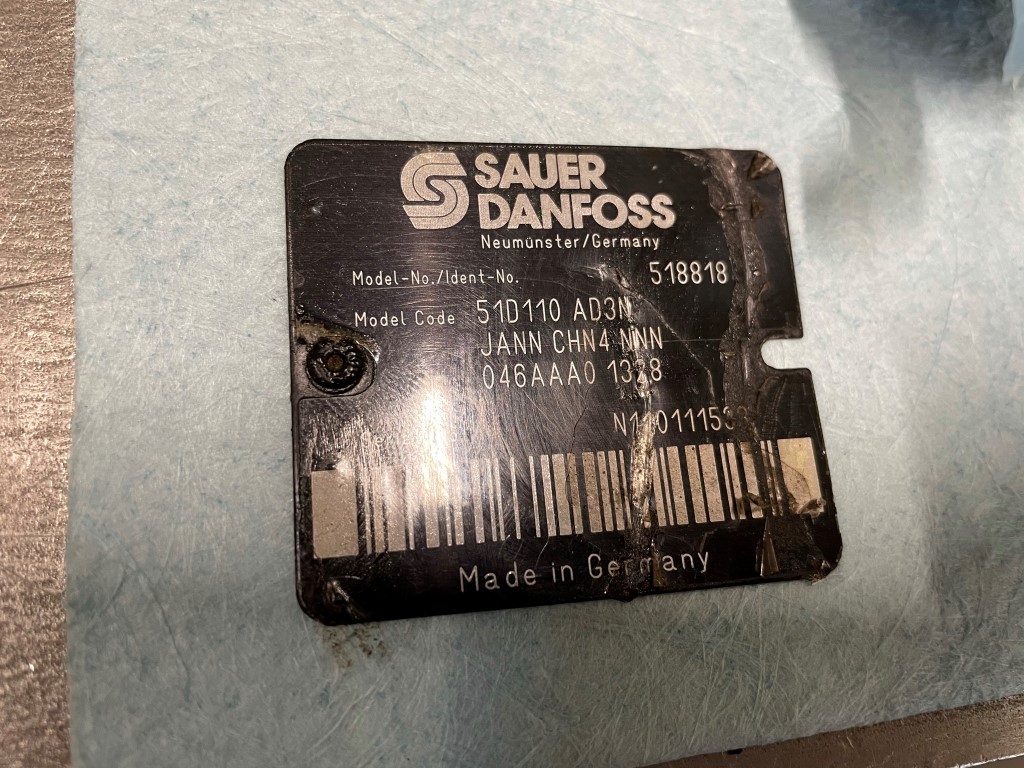 SAUER
DANFOSS
Neumünster/Germany
Model-No./Ident-No. 518818
Model Code 51D110 AD3N
JANN CHN4 NNN
046AAA0
Made in Germany